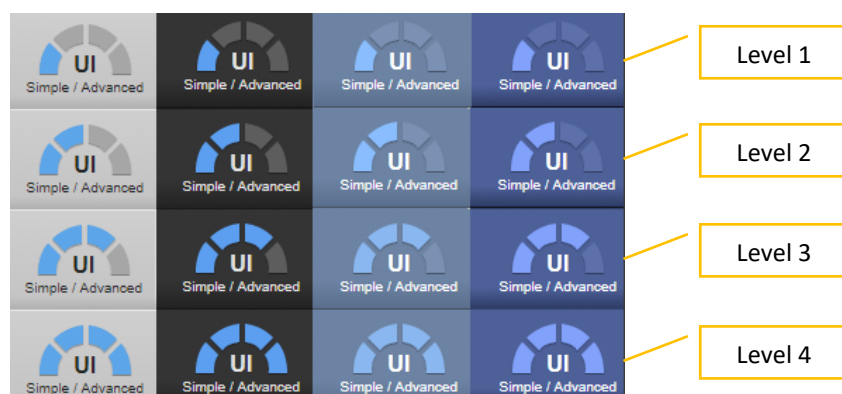 UI UI UI UI Level 1
Simple / Advanced Simple / Advanced Simple / Advanced Simple / Advanced
UI UI UI UI Level 2
Simple / Advanced Simple / Advanced Simple / Advanced Simple / Advanced
UI UI UI UI Level 3
Simple / Advanced Simple / Advanced Simple / Advanced Simple / Advanced
UI UI UI UI Level 4
Simple / Advanced Simple / Advanced Simple / Advanced Simple / Advanced